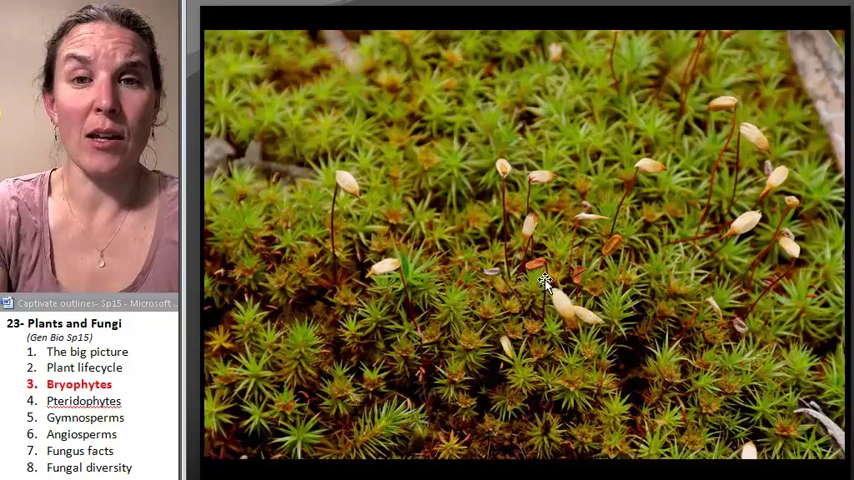 Captivate outlines- Sp15 - Microsoft ...
23- Plants and Fungi
(Gen Bio Sp15)
1. The big picture
2. Plant lifecycle
3. Bryophytes
4. Pteridophytes
5. Gymnosperms
6. Angiosperms
7. Fungus facts
8. Fungal diversity